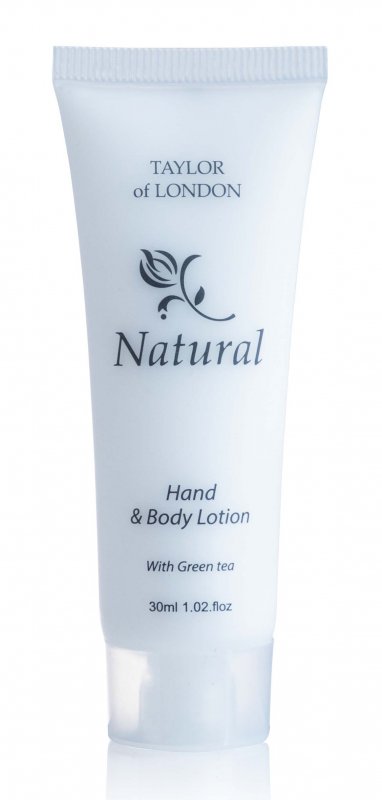 TAYLOR
of LONDON
Natural
Hand
& Body Lotion
With Green tea
30ml 1.02.floz